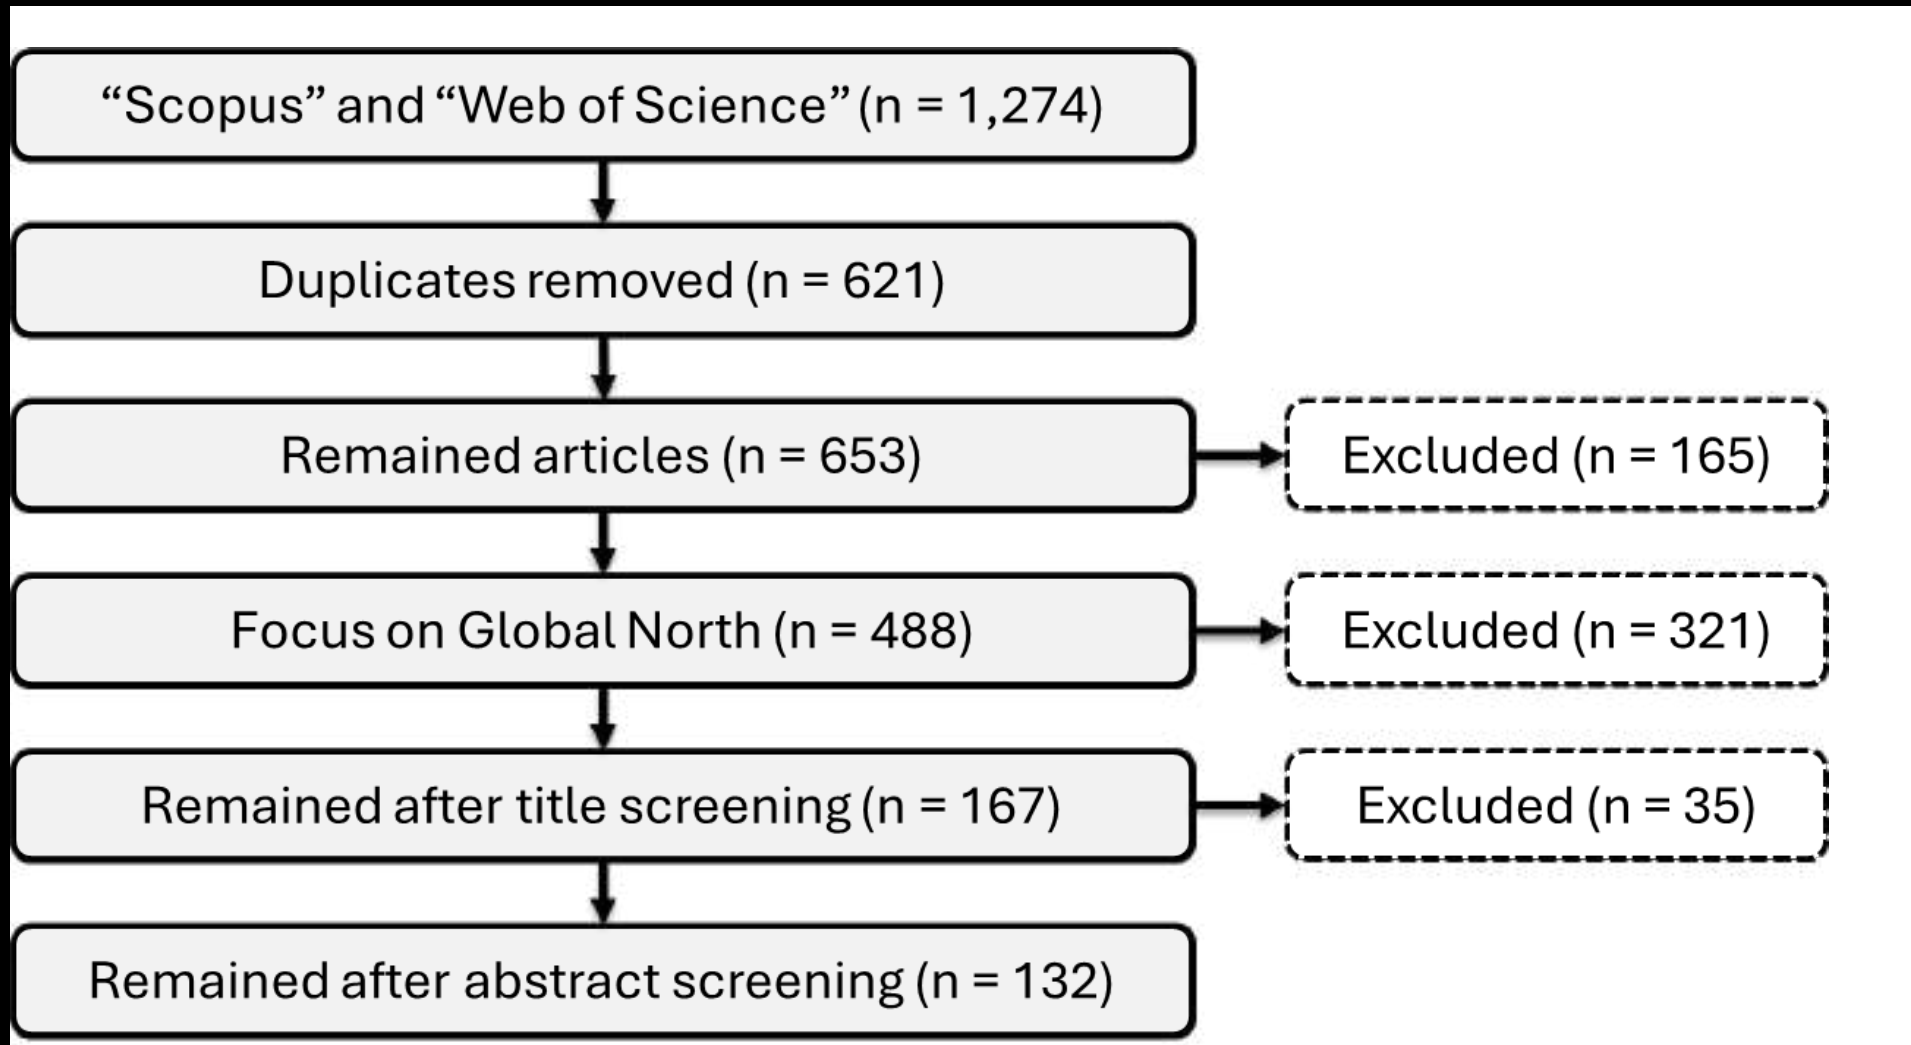 “Scopus” and “Web of Science” (n = 1,274)
Duplicates removed (n = 621)
Remained articles (n = 653)
Excluded (n = 165)
Focus on Global North (n = 488)
Excluded (n = 321)
Remained after title screening (n = 167)
Excluded (n = 35)
Remained after abstract screening (n = 132)